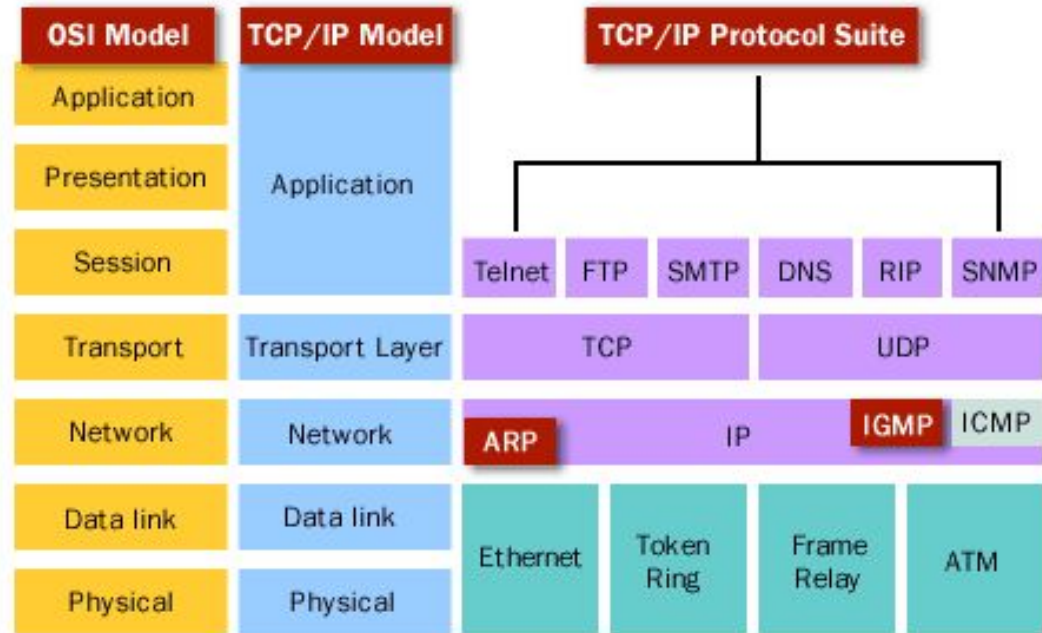 OSI Model
TCP/IP Model
TCP/IP Protocol Suite
Application
Presentation
Session
Transport
Network
Data link
Physical
Application
Transport Layer
Network
Data link
Physical
Telnet
FTP
SMTP
DNS
RIP
SNMP
TCP
UDP
ARP
IP
IGMP
ICMP
Ethernet
Token
Ring
Frame
Relay
ATM